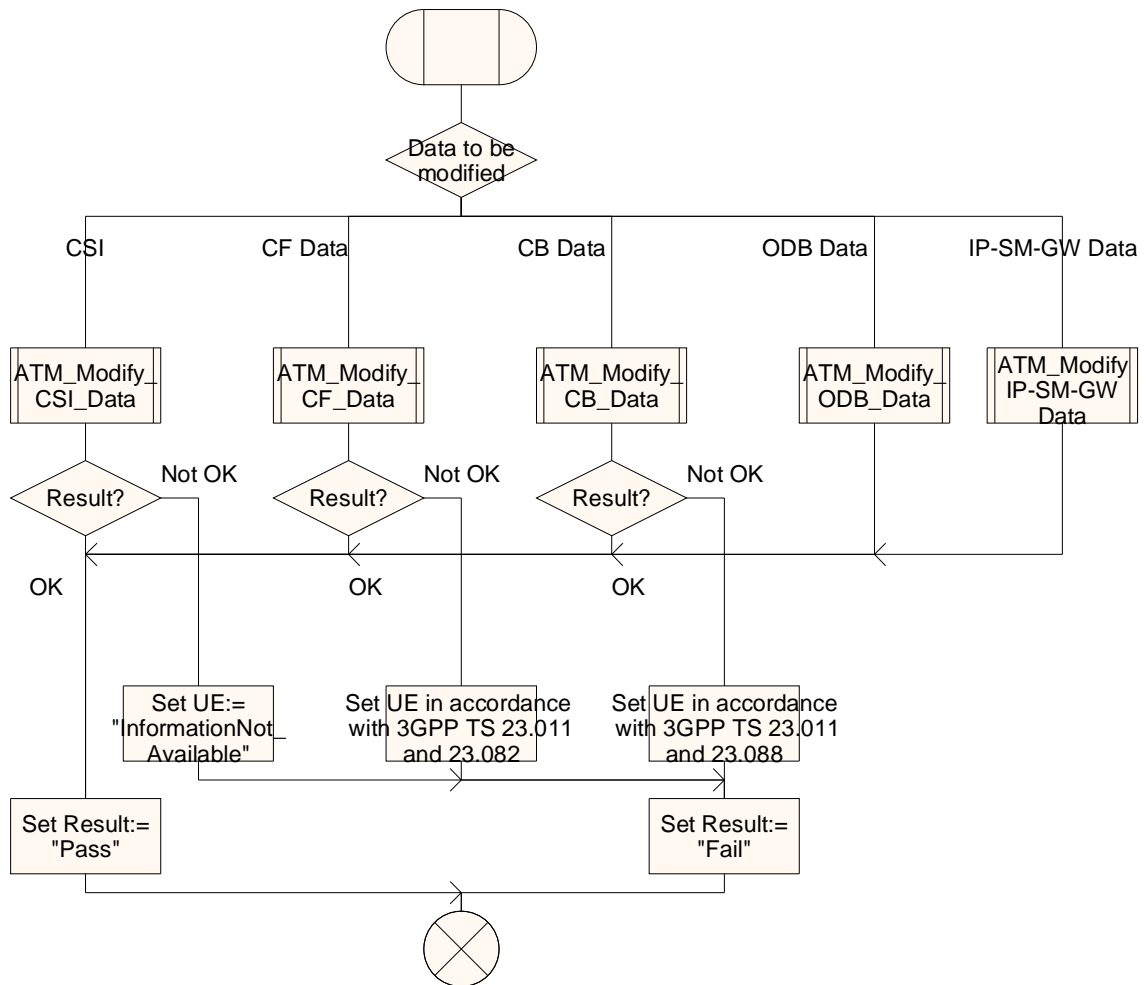 Data to be
modified
CSI
CF Data
CB Data
ODB Data
IP-SM-GW Data
ATM_Modify_
CSI_Data
ATM_Modify_
CF_Data
ATM_Modify_
CB_Data
ATM_Modify_
ODB_Data
ATM_Modify
IP-SM-GW
Data
Result?
Not OK
Result?
Not OK
Result?
Not OK
OK
OK
OK
Set UE:=
"InformationNot_
Available"
Set UE in accordance
with 3GPP TS 23.011
and 23.082
Set UE in accordance
with 3GPP TS 23.011
and 23.088
Set Result:=
"Pass"
Set Result:=
"Fail"